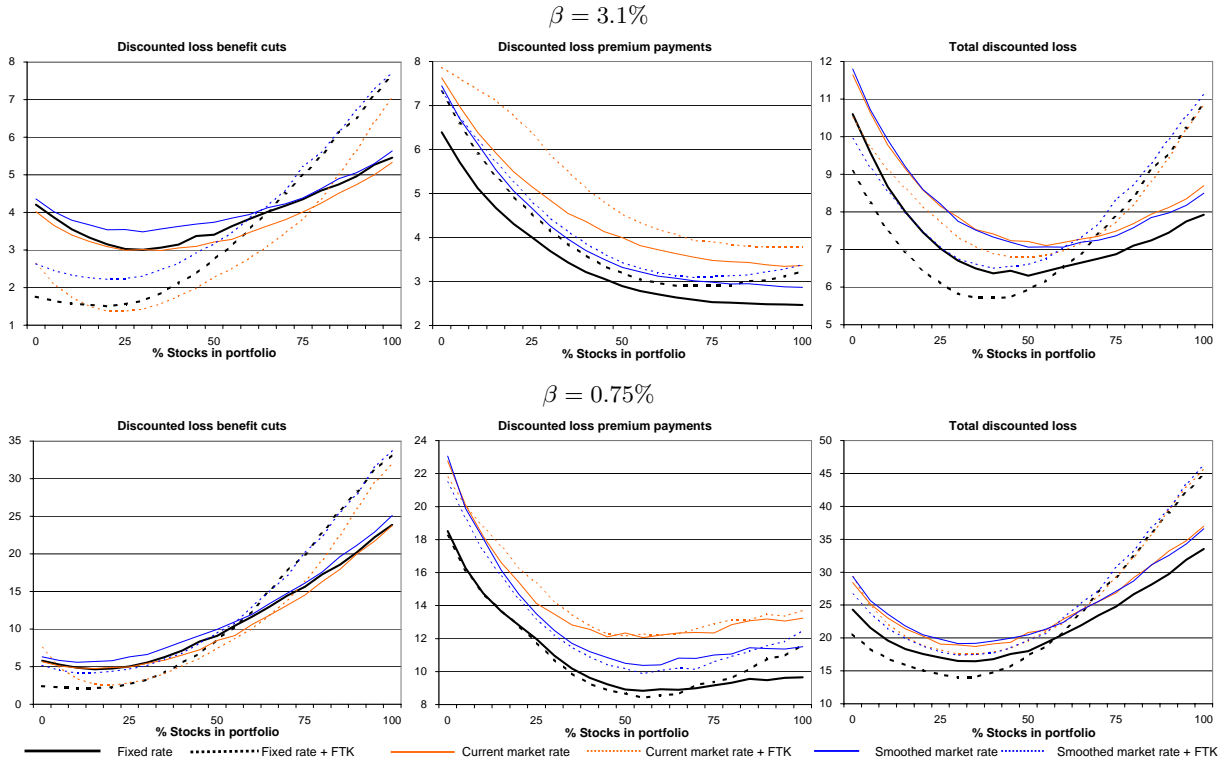 β = 3.1%
Discounted loss benefit cuts
8
7
6
5
4
3
2
1
0 25 50 75 100
% Stocks in portfolio
Discounted loss premium payments
8
7
6
5
4
3
2
0 25 50 75 100
% Stocks in portfolio
Total discounted loss
12
11
10
9
8
7
6
5
0 25 50 75 100
% Stocks in portfolio
β = 0.75%
Discounted loss benefit cuts
35
30
25
20
15
10
5
0
0 25 50 75 100
% Stocks in portfolio
Discounted loss premium payments
24
22
20
18
16
14
12
10
8
0 25 50 75 100
% Stocks in portfolio
Total discounted loss
50
45
40
35
30
25
20
15
10
0 25 50 75 100
% Stocks in portfolio
Fixed rate Fixed rate + FTK Current market rate Current market rate + FTK Smoothed market rate Smoothed market rate + FTK